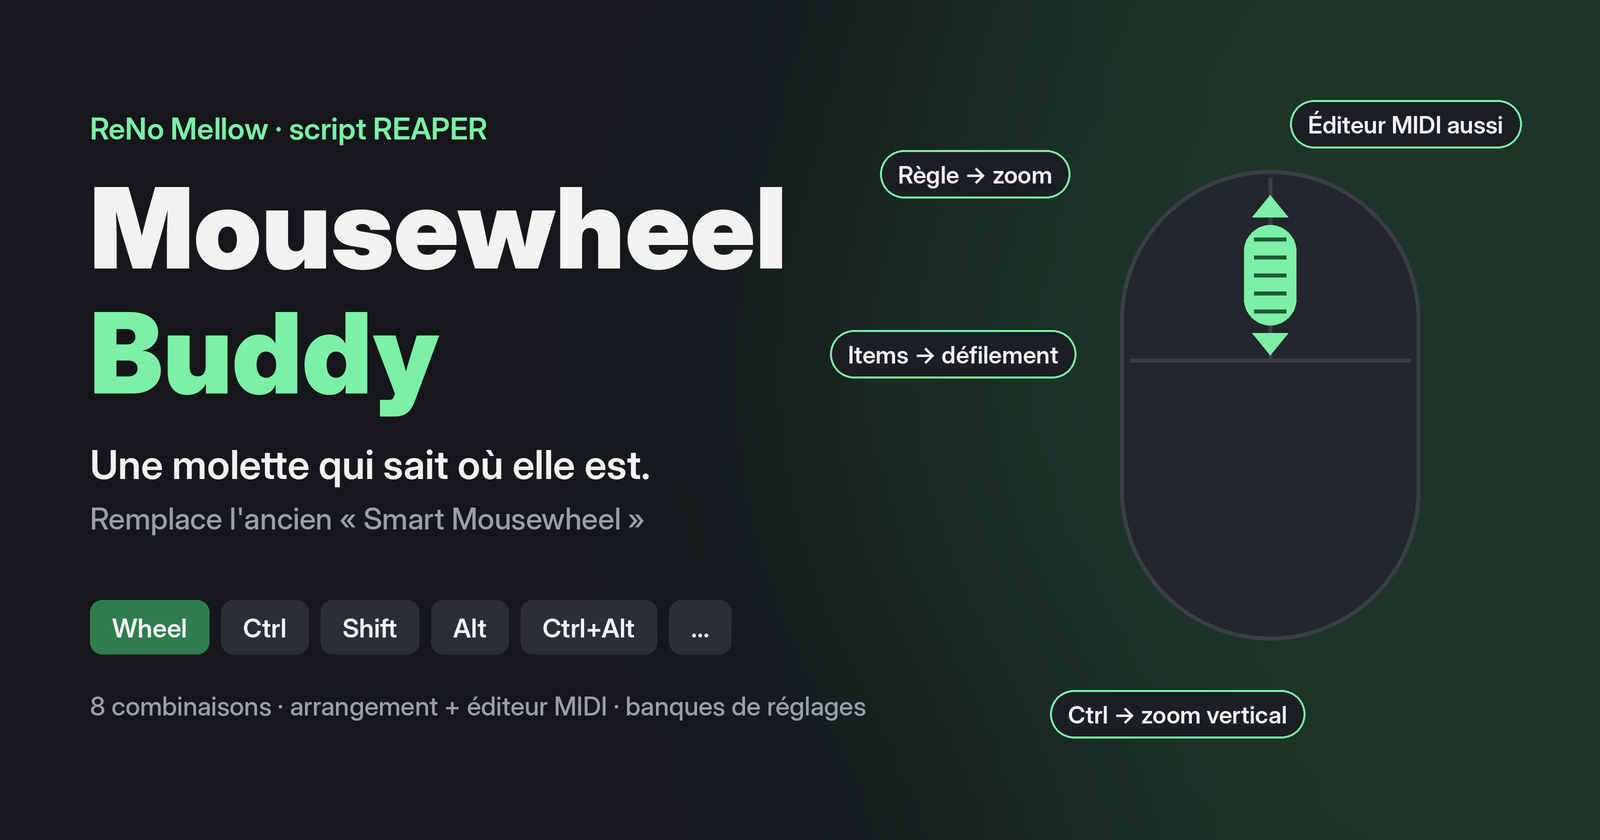 ReNo Mellow · script REAPER
Mousewheel
Buddy
Une molette qui sait où elle est.
Remplace l'ancien « Smart Mousewheel »
Wheel Ctrl Shift Alt Ctrl+Alt ...
8 combinaisons · arrangement + éditeur MIDI · banques de réglages
Éditeur MIDI aussi
Règle → zoom
Items → défilement
Ctrl → zoom vertical